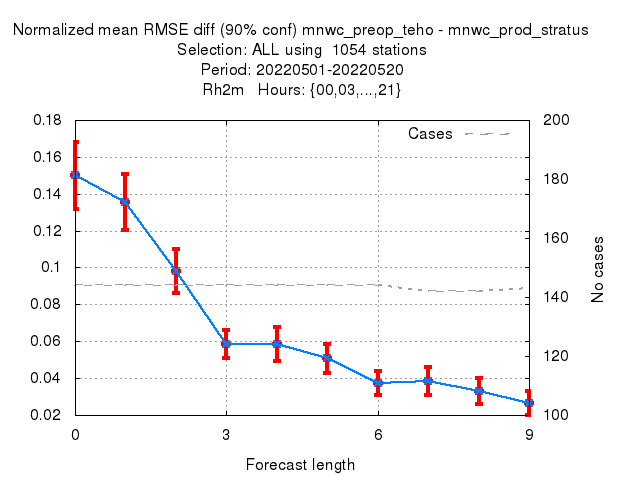 Normalized mean RMSE diff (90% conf) mnwc_preop_teho - mnwc_prod_stratus
Selection: ALL using  1054 stations
Period: 20220501-20220520
Rh2m   Hours: {00,03,...,21}
Cases
0.18
0.16
0.14
0.12
0.1
0.08
0.06
0.04
0.02
200
180
160
140
120
100
No cases
0
3
6
9
Forecast length